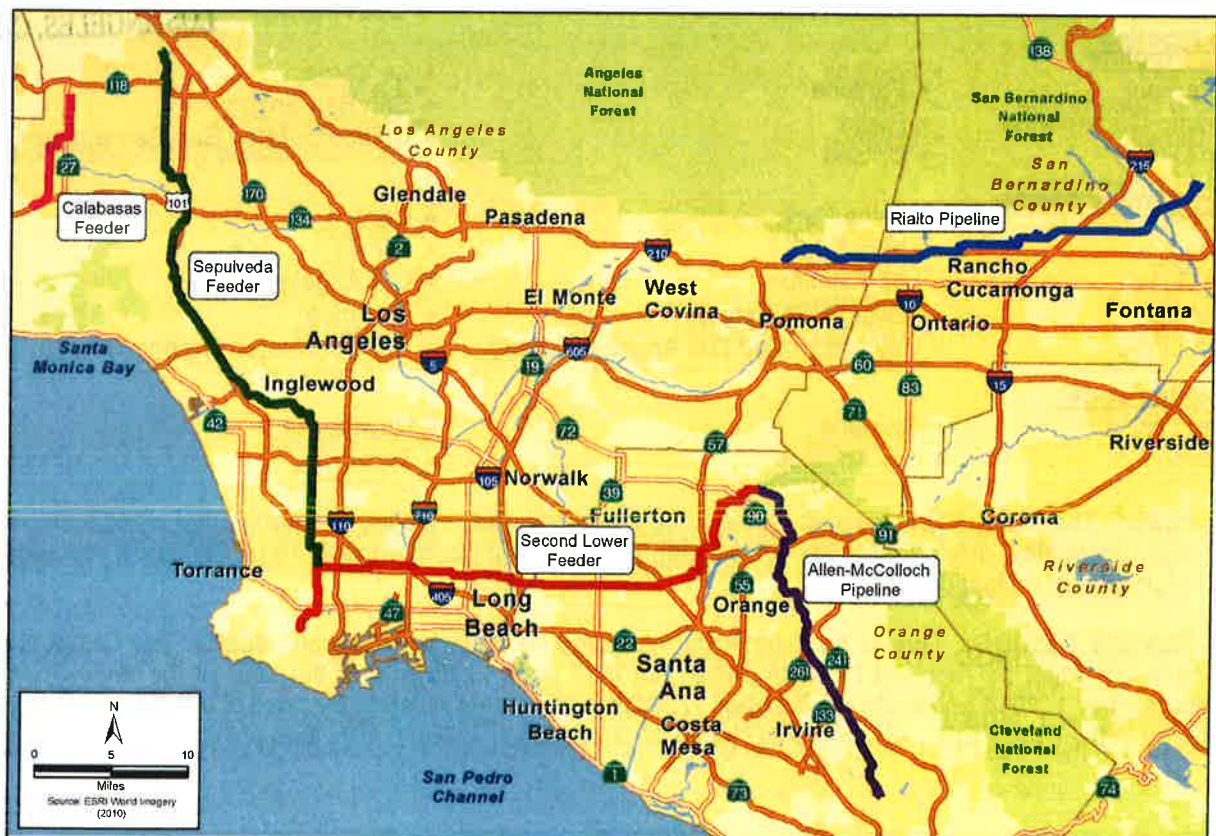 138
118
Angeles
National
Forest
San Bernardino
National
Forest
Los Angeles
County
27
215
San
Bernardino
County
170
Glendale
101
Calabasas
Feeder
134
Pasadena
Rialto Pipeline
2
210
Sepulveda
Feeder
Rancho
Cucamonga
West
Covina
El Monte
10
Ontario
Fontana
Los
Angeles
Pomona
Santa
Monica Bay
605
5
19
60
Inglewood
83
15
71
42
72
57
Riverside
105
Norwalk
39
Fullerton
90
110
710
Corona
91
Second Lower
Feeder
Torrance
Allen-McColloch
Pipeline
Riverside
County
55
405
Long
Beach
47
Orange
22
Orange
County
Santa
Ana
261
241
Huntington
Beach
133
Costa
Mesa
Irvine
Cleveland
National
Forest
N
0 5 10
Miles
Source: ESRI World Imagery
(2010)
San Pedro
Channel
1
73
74